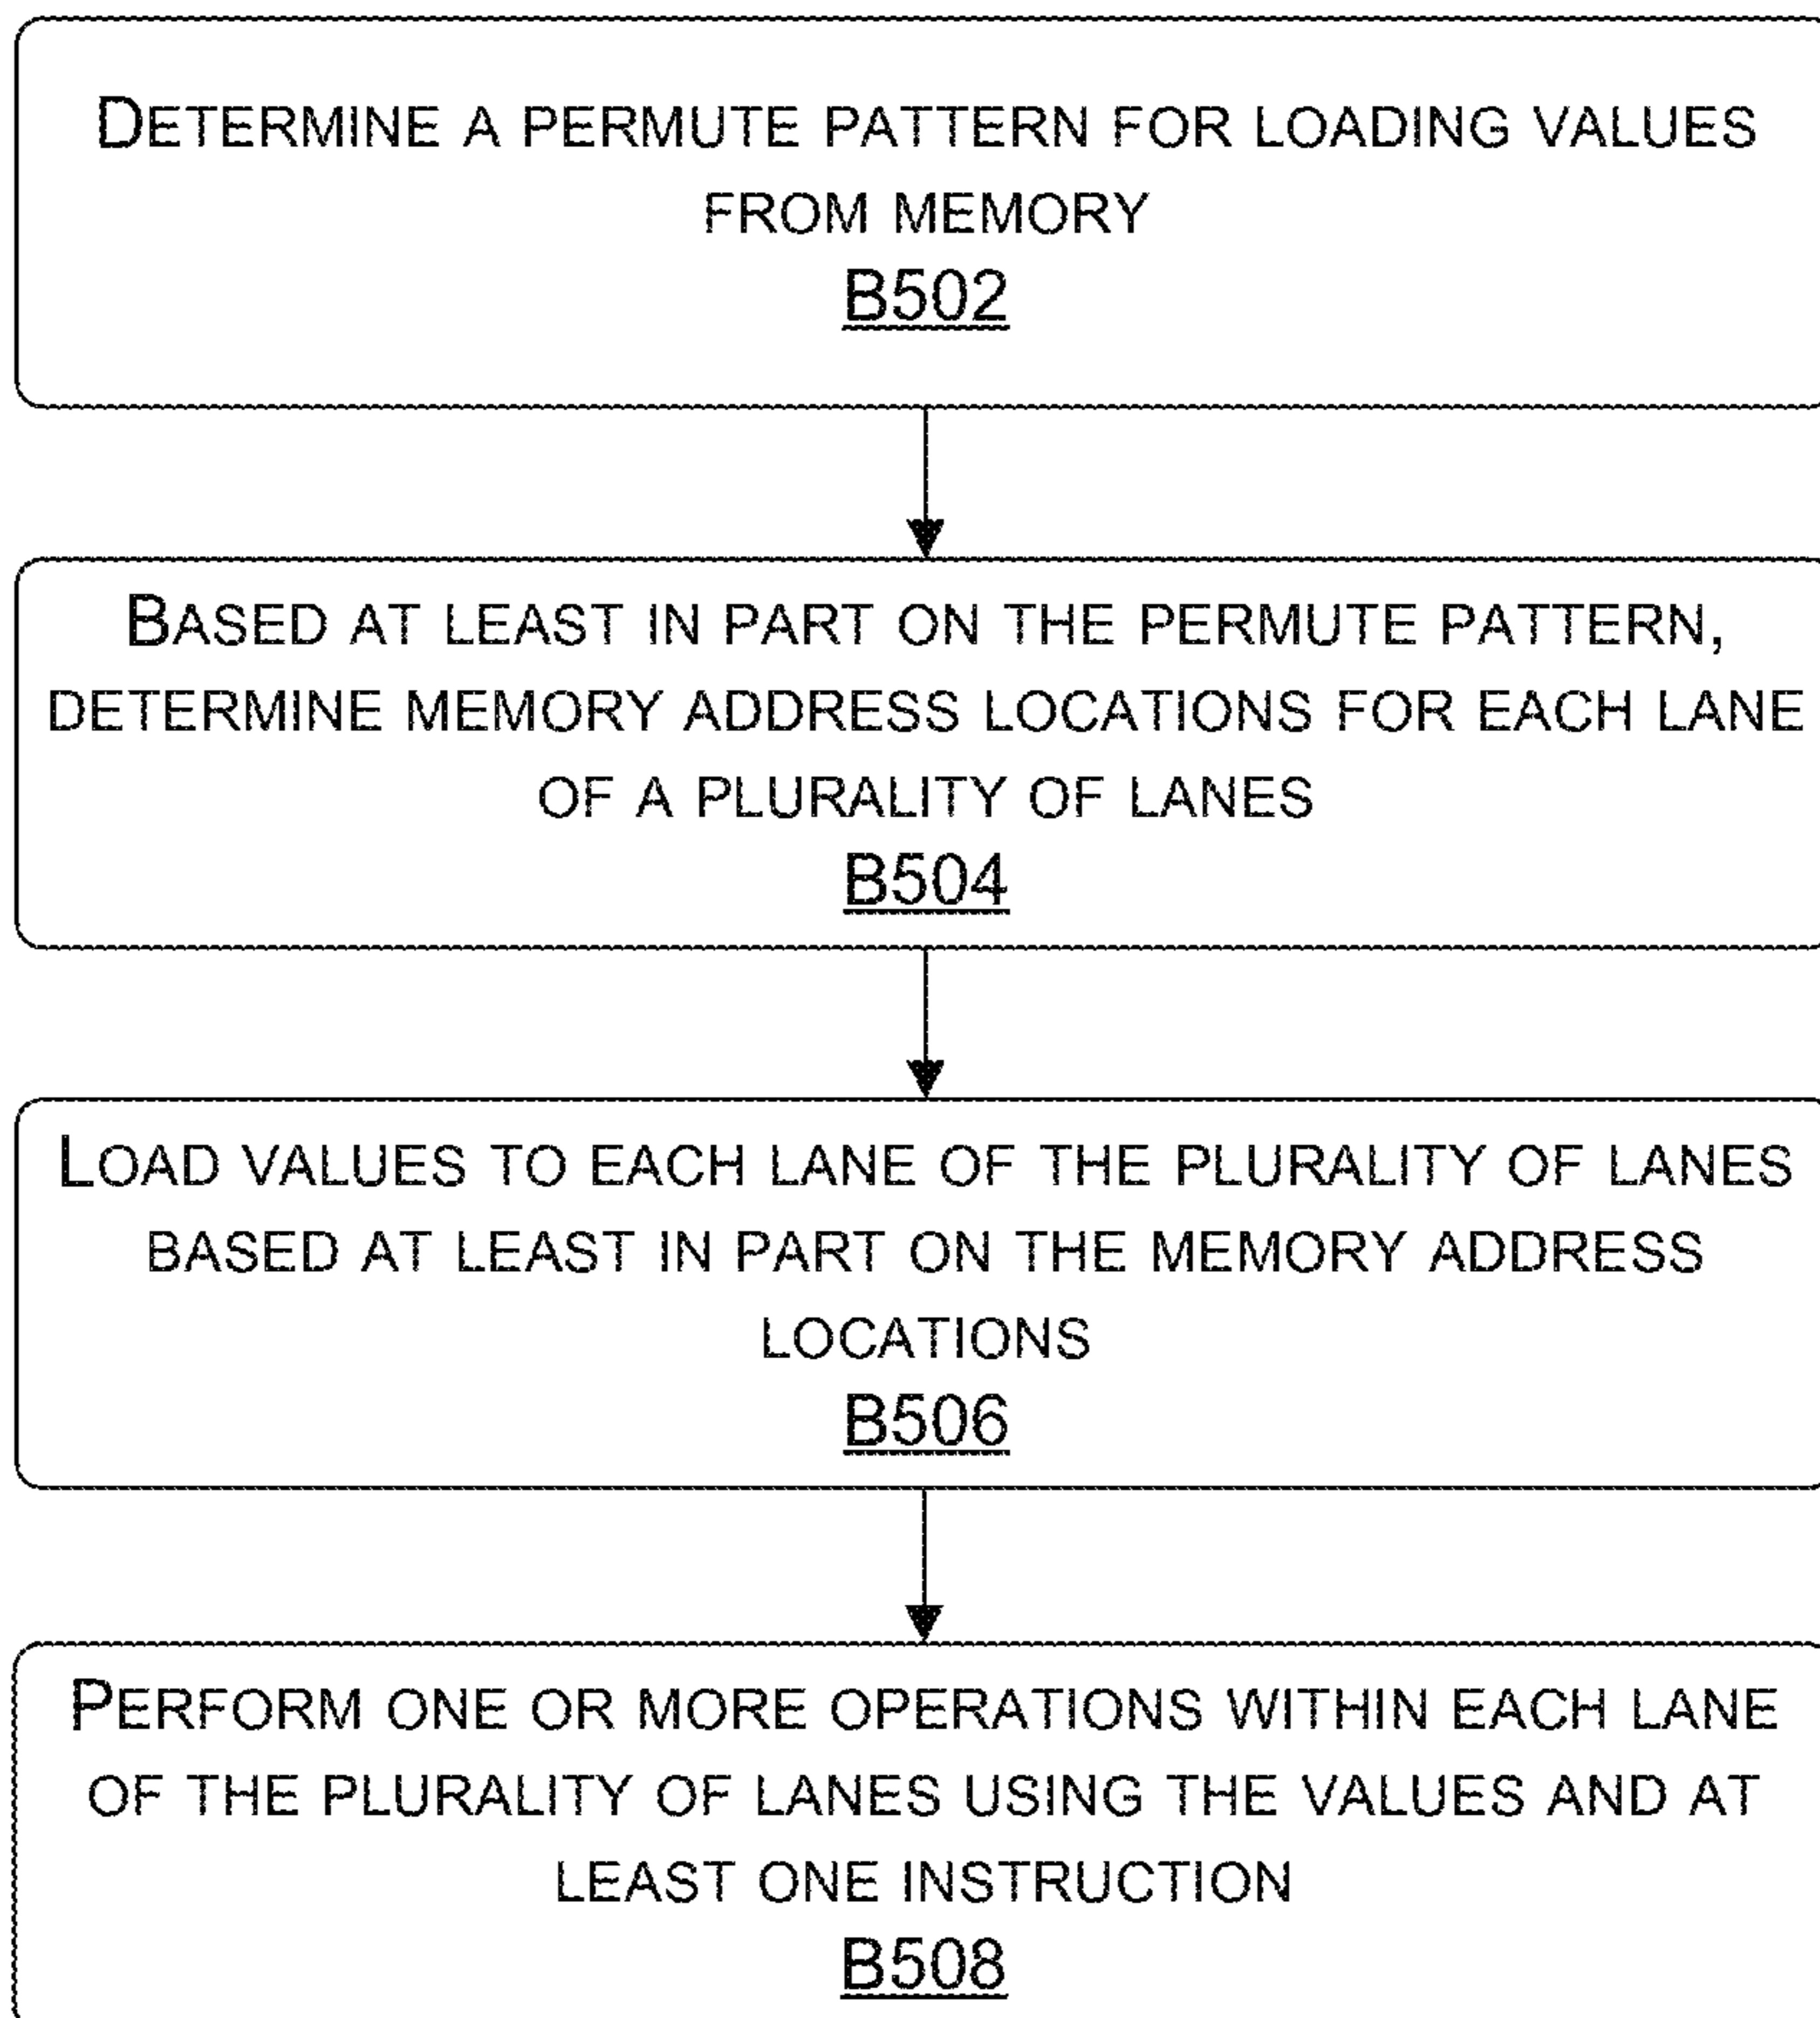 DETERMINE A PERMUTE PATTERN FOR LOADING VALUES
FROM MEMORY
B502
BASED AT LEAST IN PART ON THE PERMUTE PATTERN,
DETERMINE MEMORY ADDRESS LOCATIONS FOR EACH LANE
OF A PLURALITY OF LANES
B504
LOAD VALUES TO EACH LANE OF THE PLURALITY OF LANES
BASED AT LEAST IN PART ON THE MEMORY ADDRESS
LOCATIONS
B506
PERFORM ONE OR MORE OPERATIONS WITHIN EACH LANE
OF THE PLURALITY OF LANES USING THE VALUES AND AT
LEAST ONE INSTRUCTION
B508